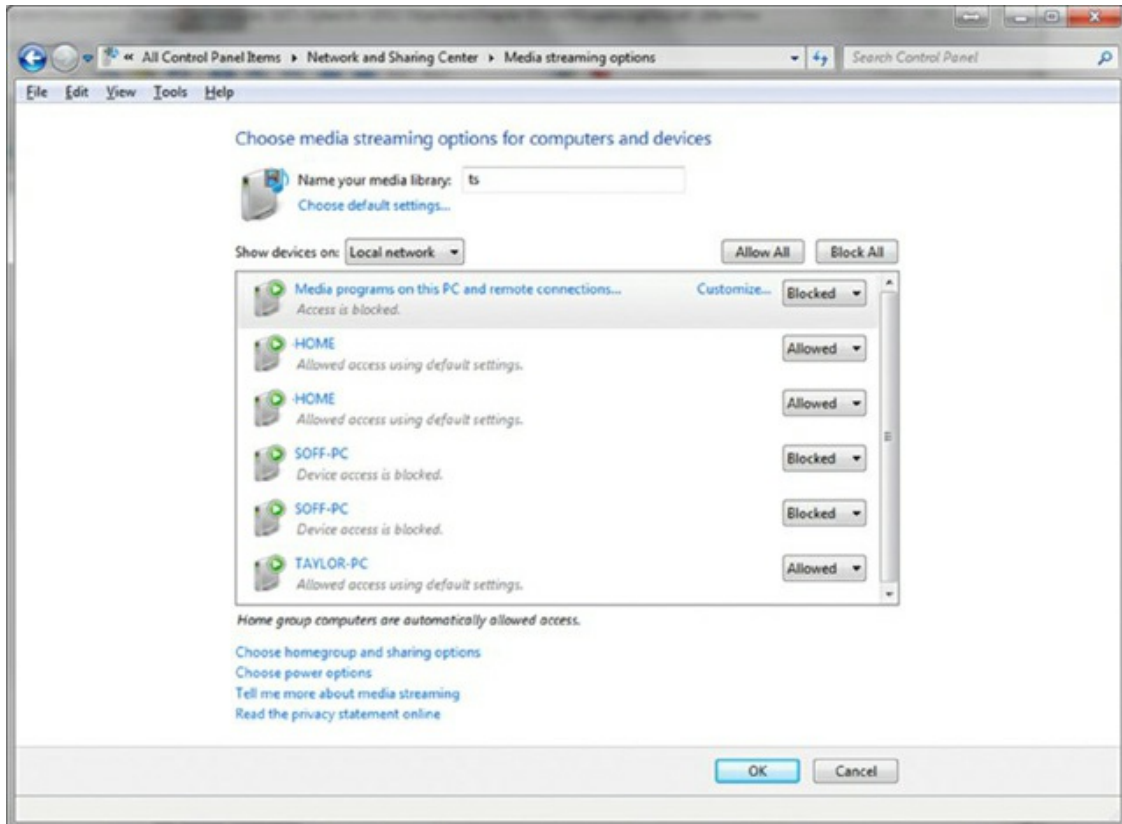 « All Control Panel Items ▸ Network and Sharing Center ▸ Media streaming options Search Control Panel
File Edit View Tools Help
Choose media streaming options for computers and devices
Name your media library: ts
Choose default settings...
Show devices on: Local network Allow All Block All
Media programs on this PC and remote connections... Customize... Blocked
Access is blocked.
HOME Allowed
Allowed access using default settings.
HOME Allowed
Allowed access using default settings.
SOFF-PC Blocked
Device access is blocked.
SOFF-PC Blocked
Device access is blocked.
TAYLOR-PC Allowed
Allowed access using default settings.
Home group computers are automatically allowed access.
Choose homegroup and sharing options
Choose power options
Tell me more about media streaming
Read the privacy statement online
OK Cancel